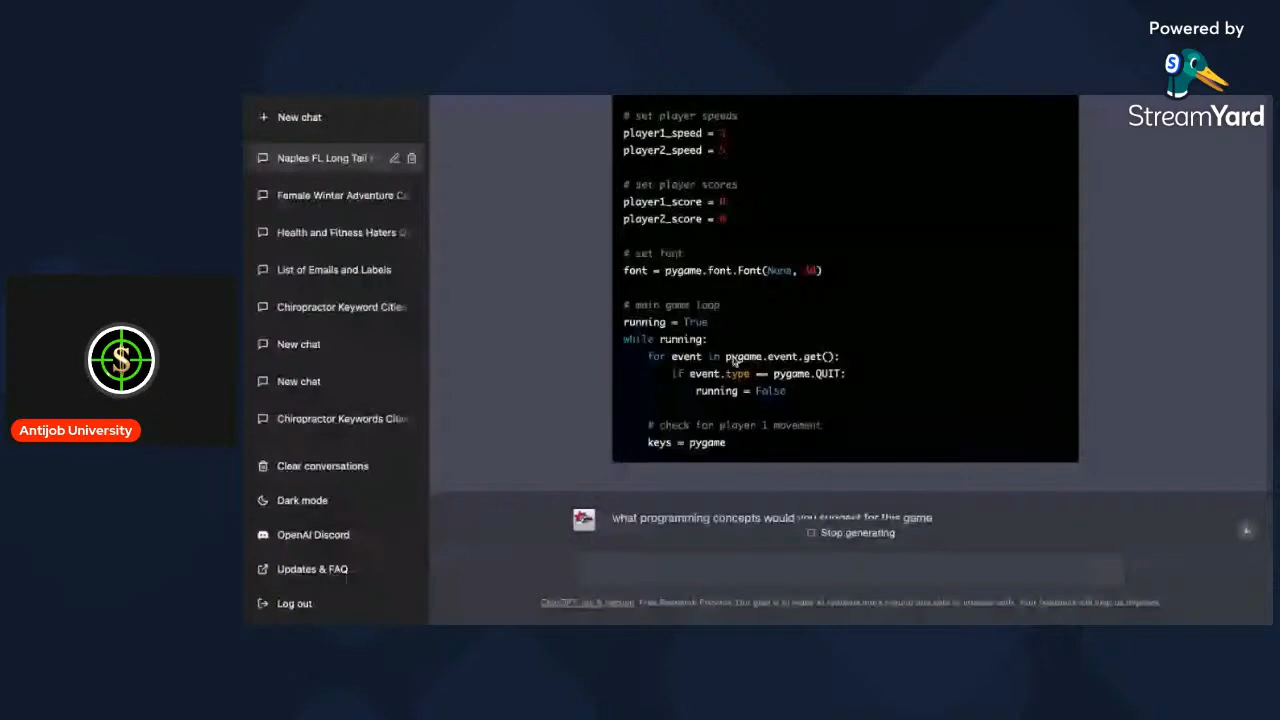 Powered by
StreamYard
+ New chat
Naples FL Long Tail
Female Winter Adventure
Health and Fitness Haters
List of Emails and Labels
Chiropractor Keyword Cities
New chat
New chat
Chiropractor Keywords
Clear conversations
Dark mode
OpenAI Discord
Updates & FAQ
Log out
$
Antijob University
# set player speeds
player1_speed =
player2_speed =
# set player scores
player1_score = 0
player2_score = 0
# set font
font = pygame.font.Font(None,
# main game loop
running = True
while running:
for event in pygame.event.get():
if event.type == pygame.QUIT:
running = False
# check for player 1 movement
keys = pygame
what programming concepts would you suggest for this game
Stop generating